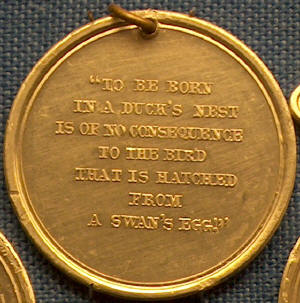 "TO BE BORN
IN A DUCK'S NEST
IS OF NO CONSEQUENCE
TO THE BIRD
THAT IS HATCHED
FROM
A SWAN'S EGG!"